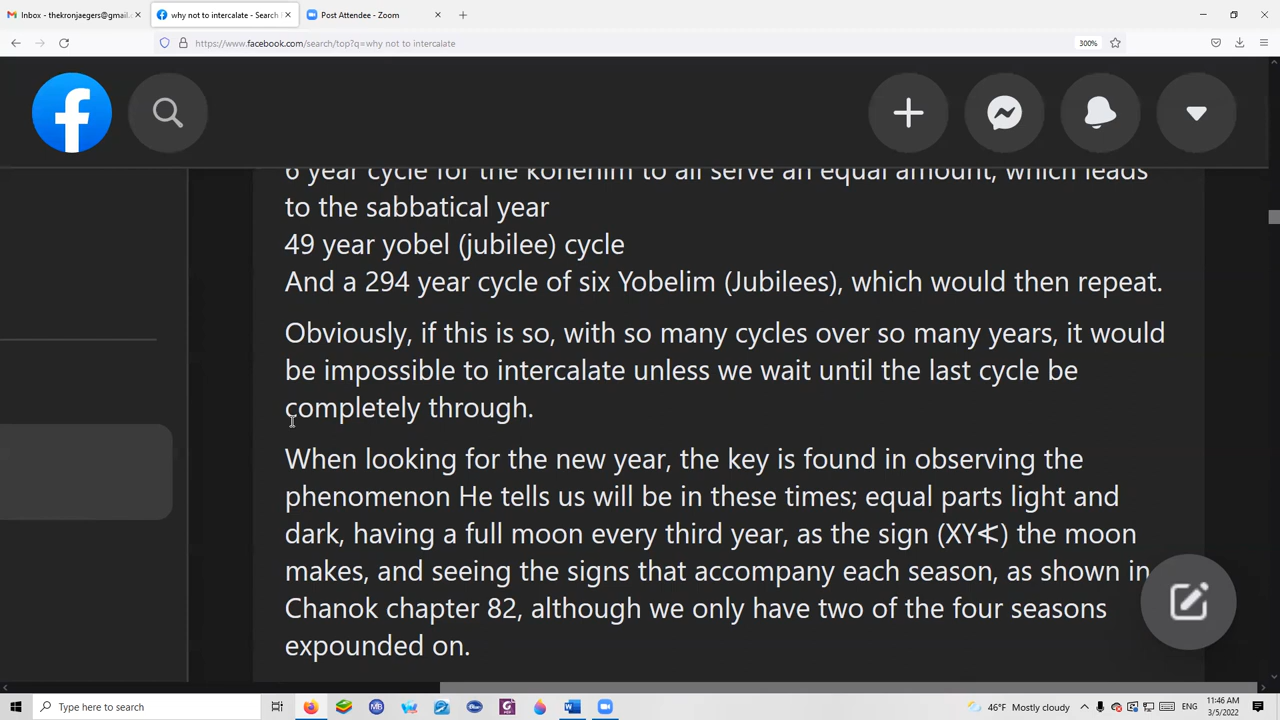 Inbox - thekronjaegers@gmail.c
why not to intercalate - Search
Post Attendee - Zoom
https://www.facebook.com/search/top?q=why not to intercalate
300%
6 year cycle for the kohenim to all serve an equal amount, which leads
to the sabbatical year
49 year yobel (jubilee) cycle
And a 294 year cycle of six Yobelim (Jubilees), which would then repeat.
Obviously, if this is so, with so many cycles over so many years, it would
be impossible to intercalate unless we wait until the last cycle be
completely through.
When looking for the new year, the key is found in observing the
phenomenon He tells us will be in these times; equal parts light and
dark, having a full moon every third year, as the sign (XY∢) the moon
makes, and seeing the signs that accompany each season, as shown in
Chanok chapter 82, although we only have two of the four seasons
expounded on.
Type here to search
46°F Mostly cloudy
ENG
11:46 AM
3/5/2022